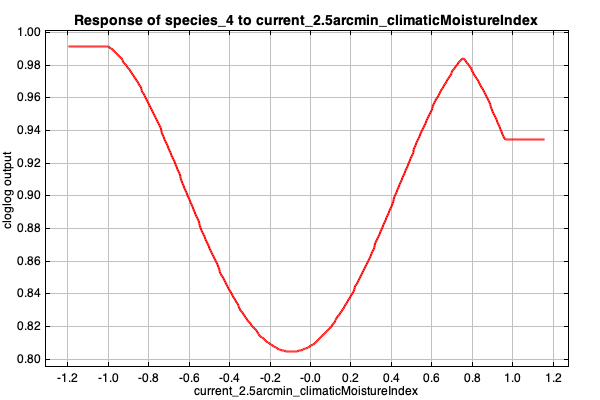 Response of species_4 to current_2.5arcmin_climaticMoistureIndex
1.00
0.98
0.96
0.94
0.92
0.90
0.88
0.86
0.84
0.82
0.80
cloglog output
-1.2 -1.0 -0.8 -0.6 -0.4 -0.2 -0.0 0.2 0.4 0.6 0.8 1.0 1.2
current_2.5arcmin_climaticMoistureIndex